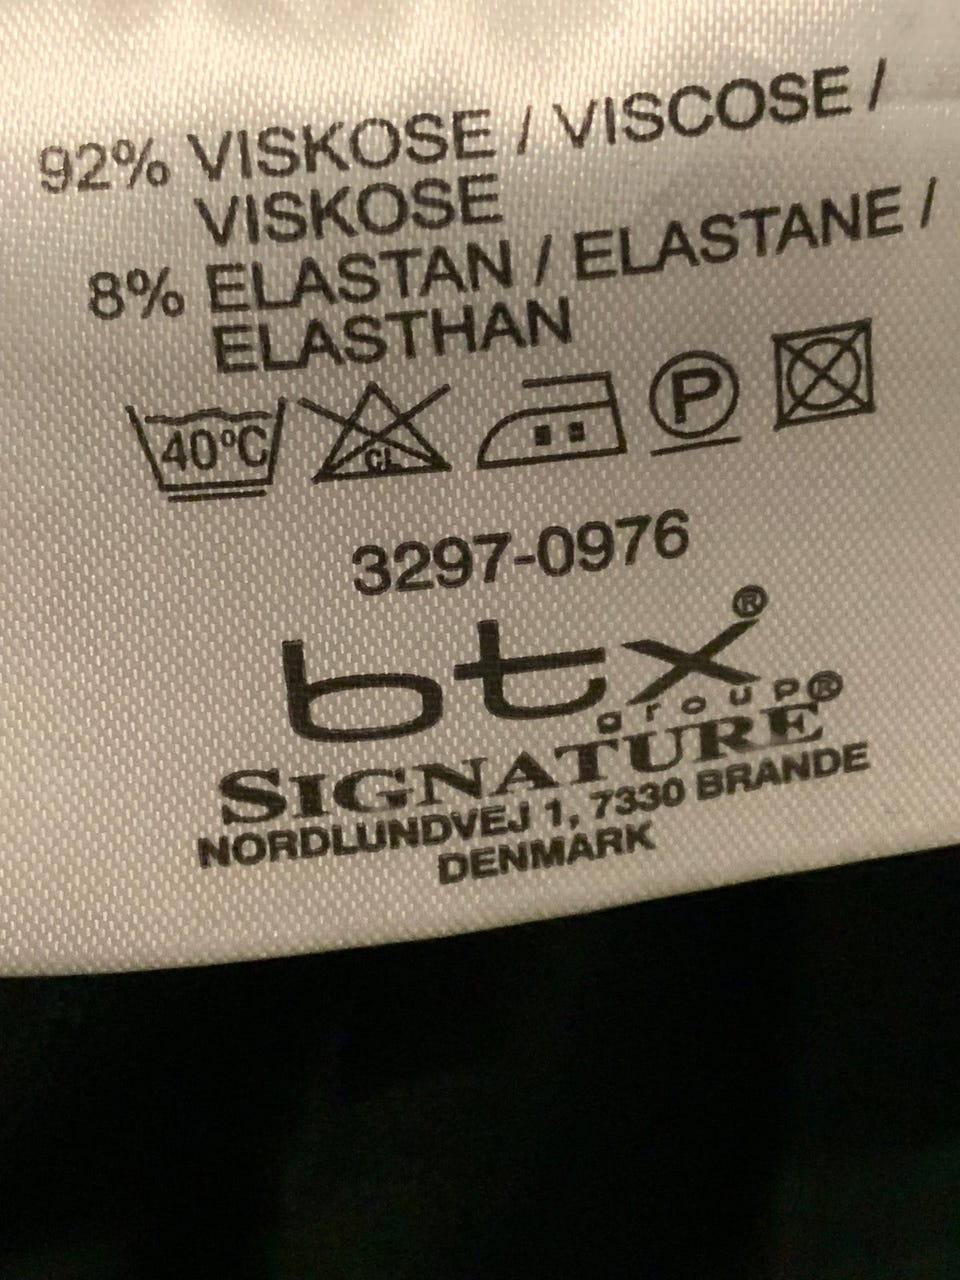 92% VISKOSE / VISCOSE /
VISKOSE
8% ELASTAN / ELASTANE /
ELASTHAN
40°C CL P
3297-0976
btx®
group®
SIGNATURE
NORDLUNDVEJ 1, 7330 BRANDE
DENMARK